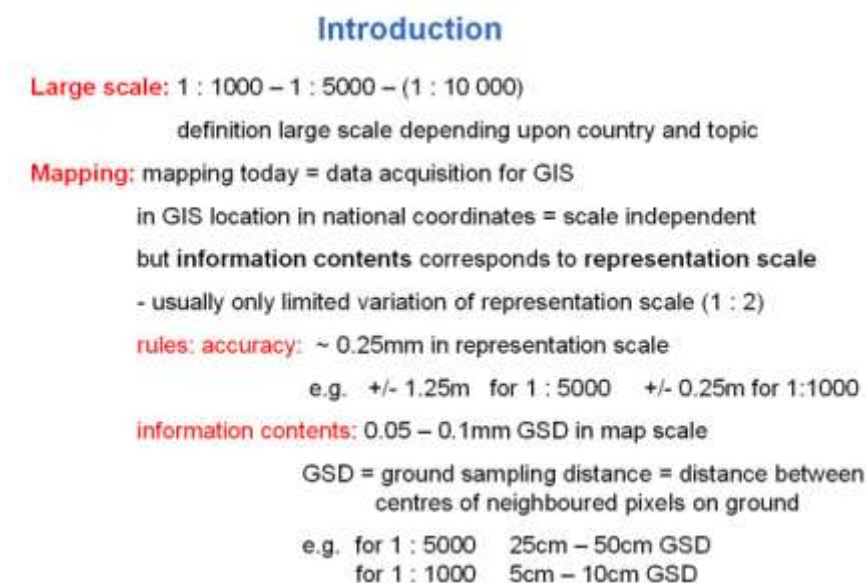 Introduction
Large scale: 1 : 1000 – 1 : 5000 – (1 : 10 000)
definition large scale depending upon country and topic
Mapping: mapping today = data acquisition for GIS
in GIS location in national coordinates = scale independent
but information contents corresponds to representation scale
- usually only limited variation of representation scale (1 : 2)
rules: accuracy: ~ 0.25mm in representation scale
e.g. +/- 1.25m for 1 : 5000 +/- 0.25m for 1:1000
information contents: 0.05 – 0.1mm GSD in map scale
GSD = ground sampling distance = distance between
centres of neighboured pixels on ground
e.g. for 1 : 5000 25cm – 50cm GSD
for 1 : 1000 5cm – 10cm GSD